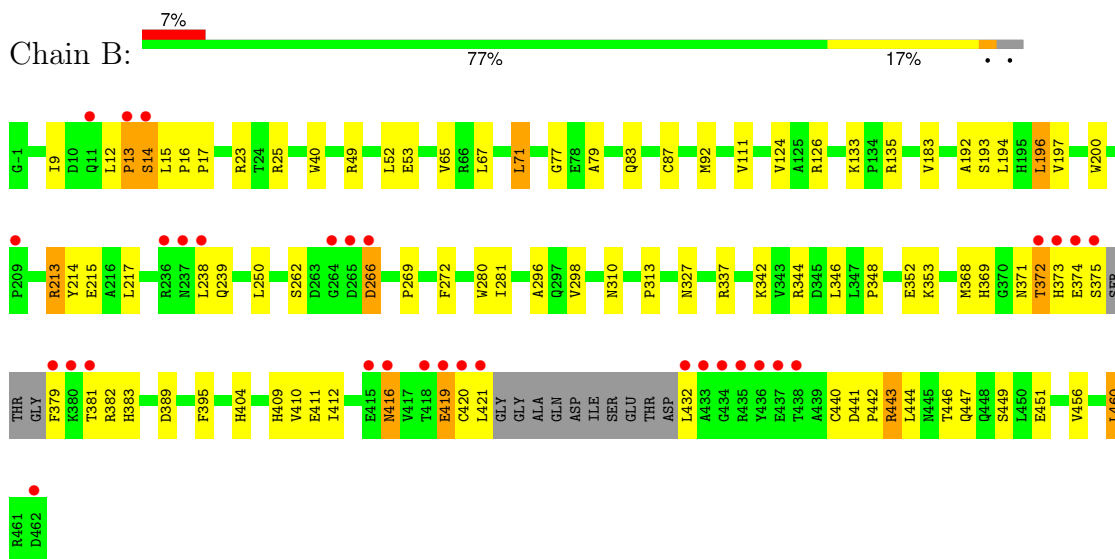 7%
Chain B:
77% 17% • •
G-1 I9 D10 Q11 L12 P13 S14 L15 P16 P17 R23 T24 R25 W40 R49 L52 E53 V65 R66 L67 L71 G77 E78 A79 Q83 C87 M92 V111 V124 A125 R126 K133 P134 R135 V183 A192 S193 L194 H195 L196 V197 W200
P209 R213 Y214 E215 A216 L217 R236 N237 L238 Q239 L250 S262 D263 G264 D265 D266 P269 F272 W280 I281 A296 Q297 V298 N310 P313 N327 R337 K342 V343 R344 D345 L346 L347 P348 E352 K353 M368 H369 G370 N371 T372 H373 E374 S375 SER
THR GLY F379 K380 T381 R382 H383 D389 F395 H404 H409 V410 E411 I412 E415 N416 V417 T418 E419 C420 L421 GLY GLY ALA GLN ASP ILE SER GLU THR ASP L432 A433 G434 R435 Y436 E437 T438 A439 C440 D441 P442 R443 L444 N445 T446 Q447 Q448 S449 L450 E451 V456 L460
R461 D462